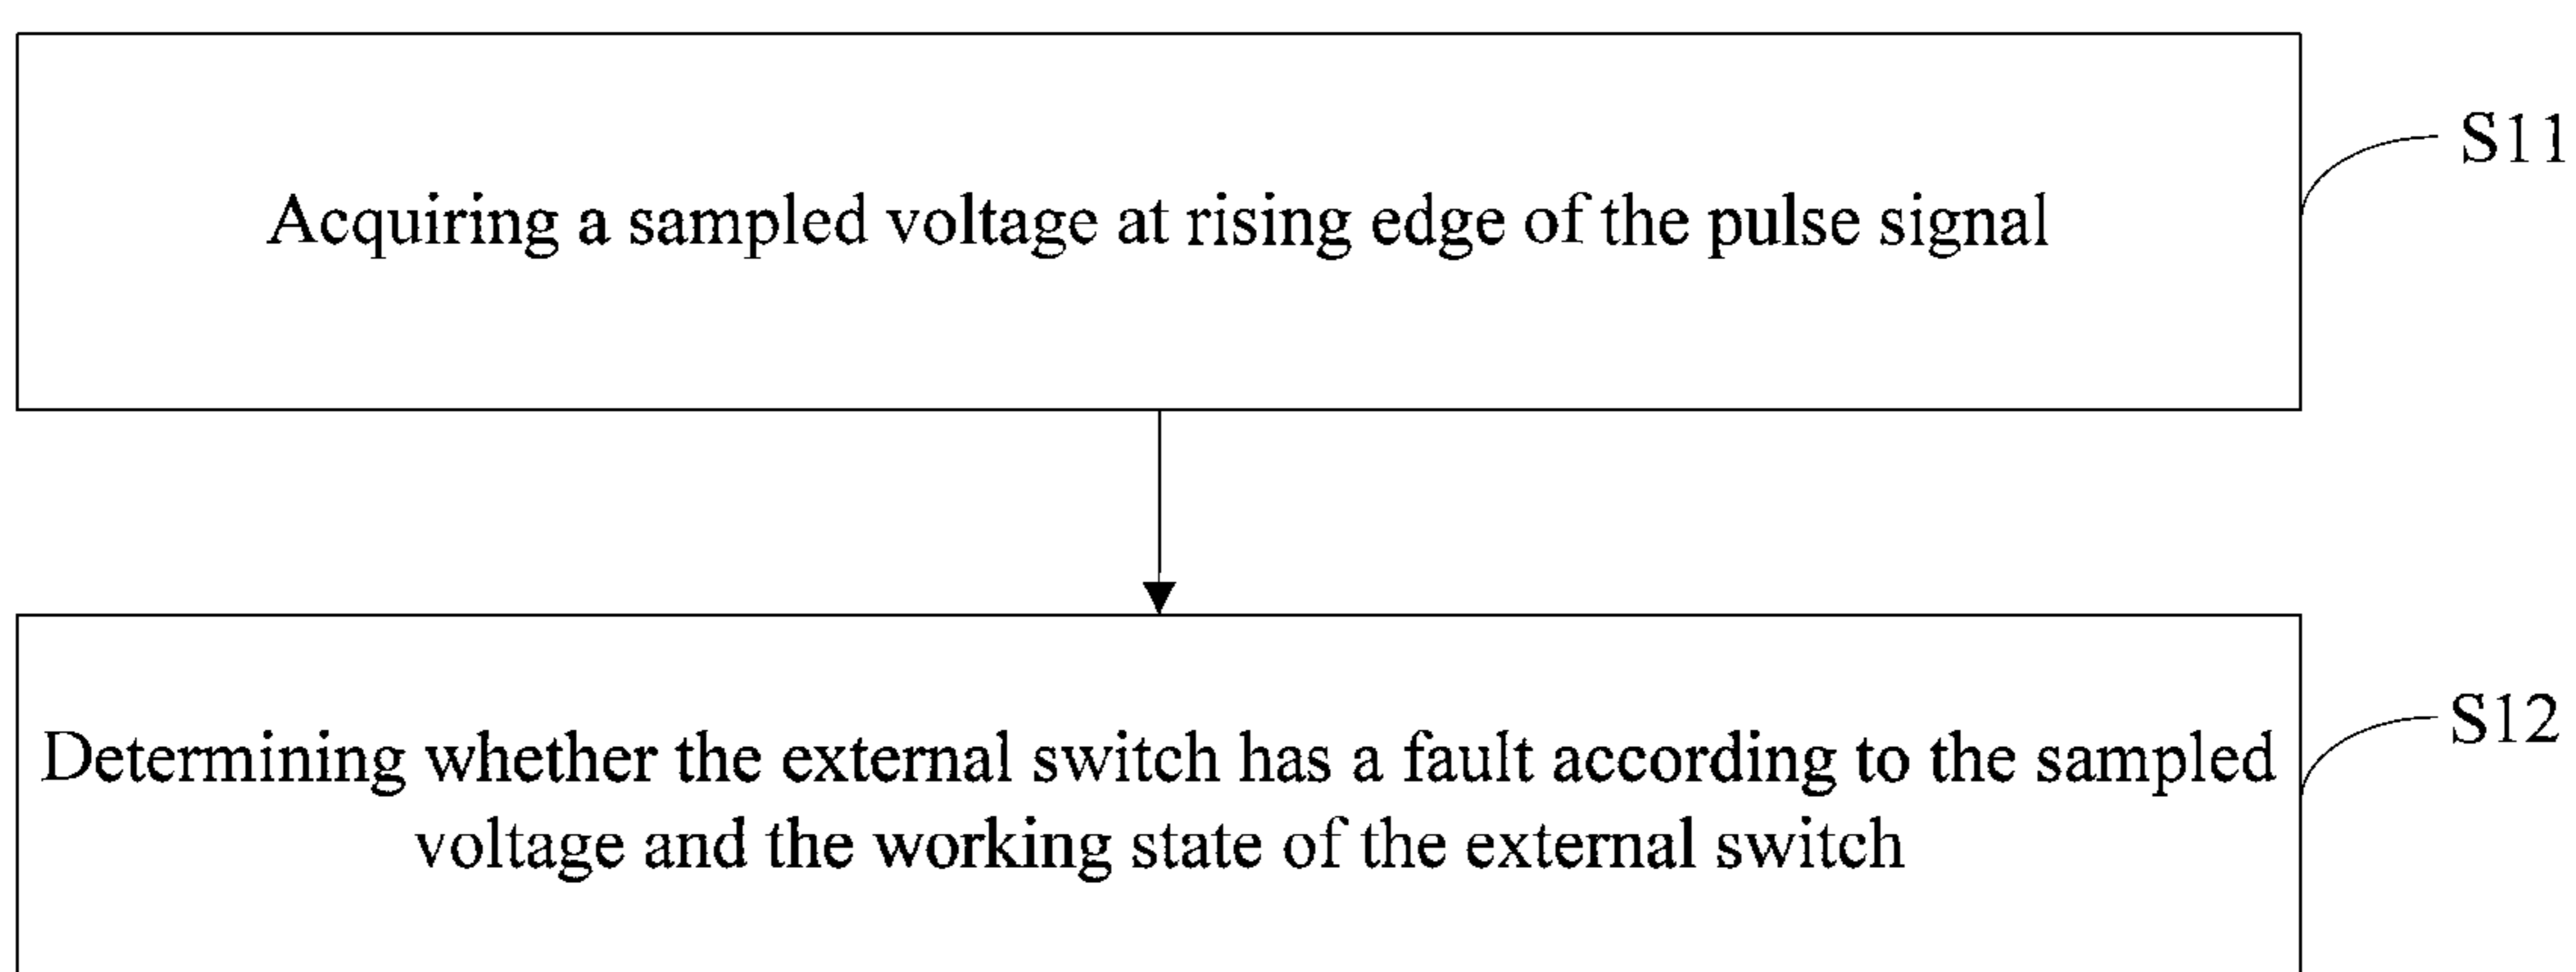 Acquiring a sampled voltage at rising edge of the pulse signal
S11
Determining whether the external switch has a fault according to the sampled
voltage and the working state of the external switch
S12